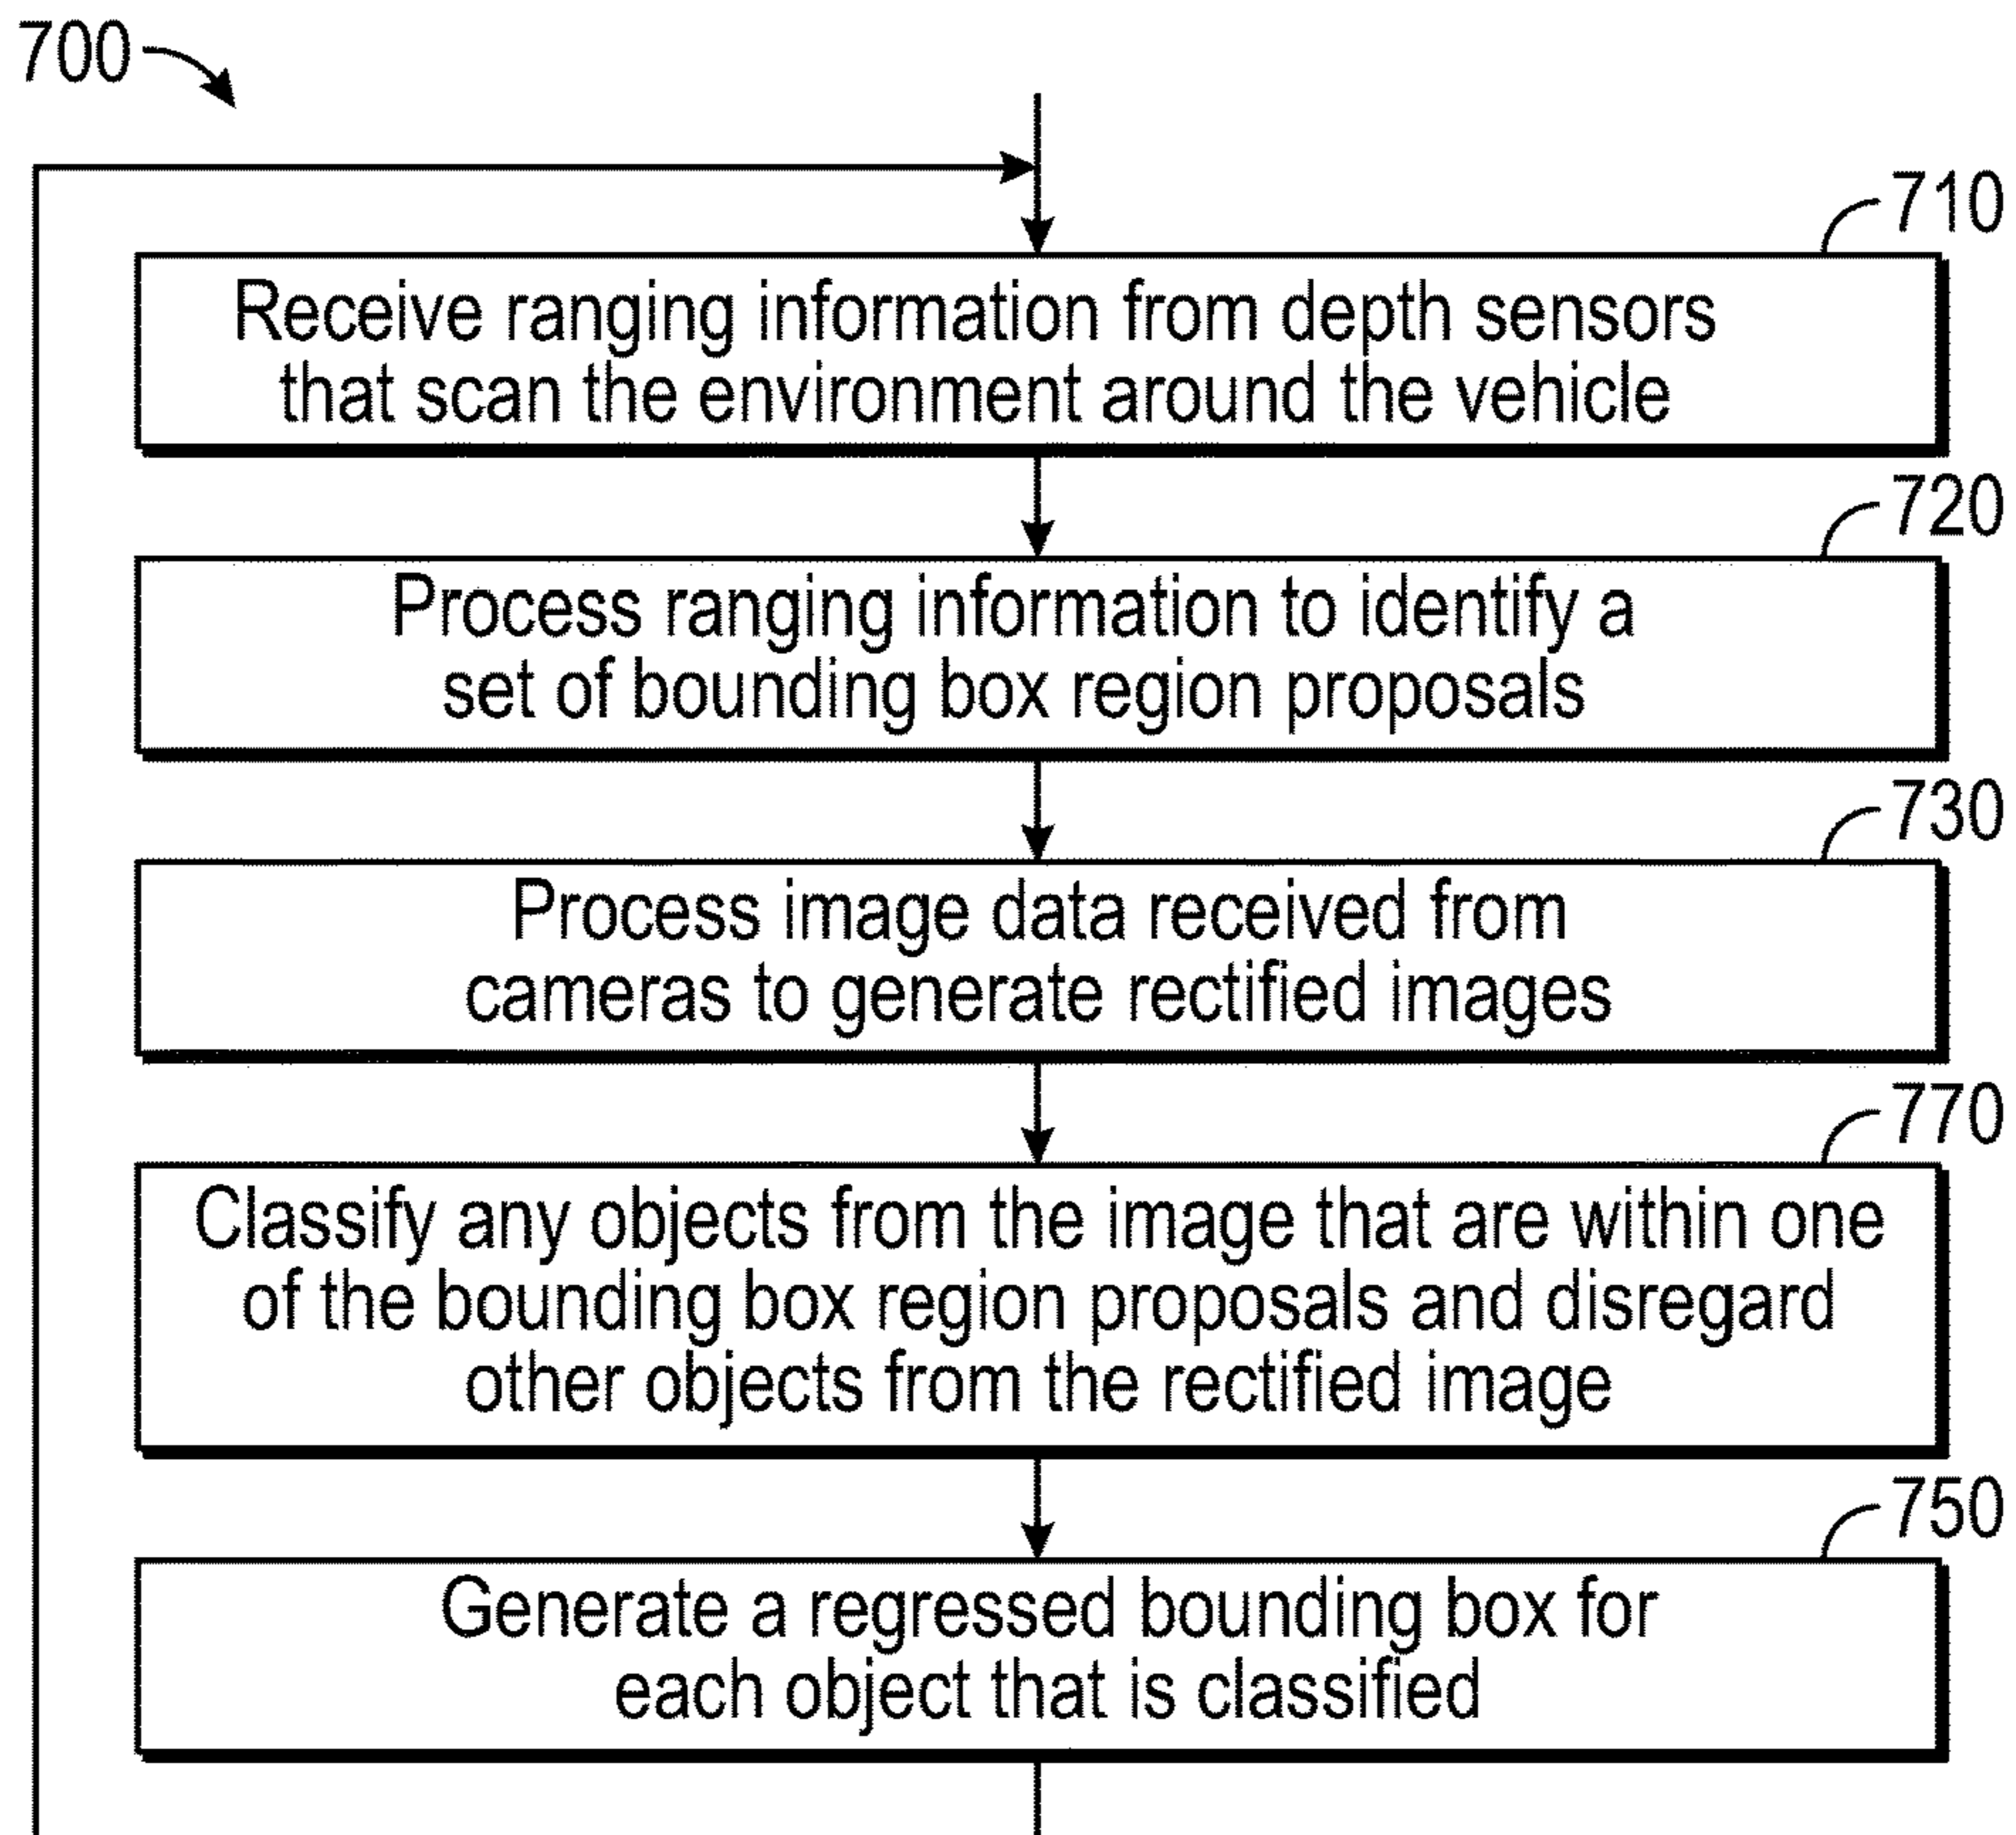 700
710
Receive ranging information from depth sensors
that scan the environment around the vehicle
720
Process ranging information to identify a
set of bounding box region proposals
730
Process image data received from
cameras to generate rectified images
770
Classify any objects from the image that are within one
of the bounding box region proposals and disregard
other objects from the rectified image
750
Generate a regressed bounding box for
each object that is classified